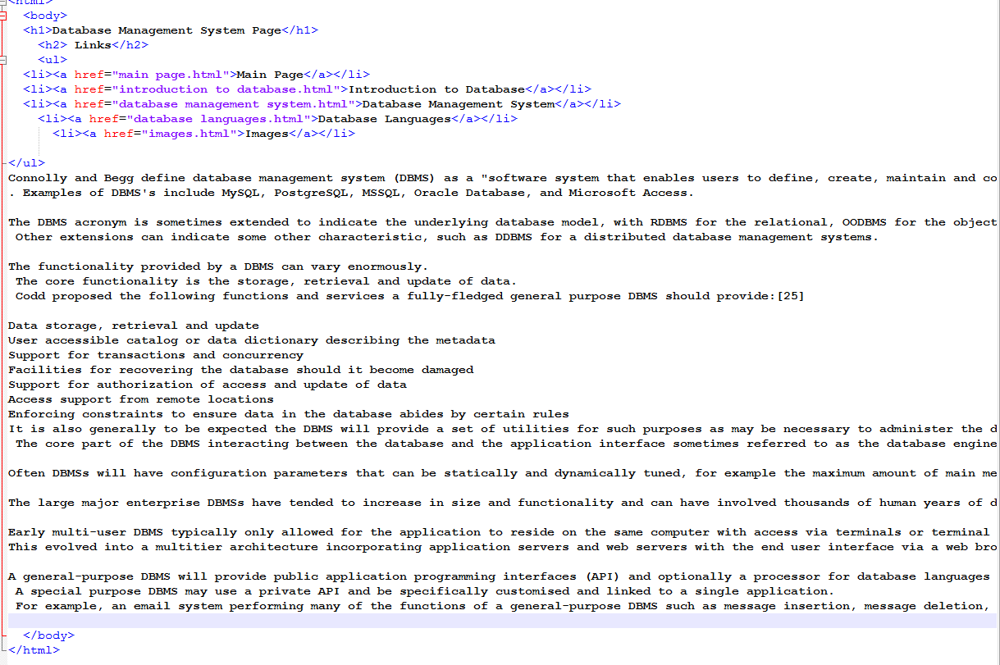 <html>
<body>
<h1>Database Management System Page</h1>
<h2> Links</h2>
<ul>
<li><a href="main page.html">Main Page</a></li>
<li><a href="introduction to database.html">Introduction to Database</a></li>
<li><a href="database management system.html">Database Management System</a></li>
<li><a href="database languages.html">Database Languages</a></li>
<li><a href="images.html">Images</a></li>
</ul>
Connolly and Begg define database management system (DBMS) as a "software system that enables users to define, create, maintain and co
. Examples of DBMS's include MySQL, PostgreSQL, MSSQL, Oracle Database, and Microsoft Access.
The DBMS acronym is sometimes extended to indicate the underlying database model, with RDBMS for the relational, OODBMS for the object
Other extensions can indicate some other characteristic, such as DDBMS for a distributed database management systems.
The functionality provided by a DBMS can vary enormously.
The core functionality is the storage, retrieval and update of data.
Codd proposed the following functions and services a fully-fledged general purpose DBMS should provide:[25]
Data storage, retrieval and update
User accessible catalog or data dictionary describing the metadata
Support for transactions and concurrency
Facilities for recovering the database should it become damaged
Support for authorization of access and update of data
Access support from remote locations
Enforcing constraints to ensure data in the database abides by certain rules
It is also generally to be expected the DBMS will provide a set of utilities for such purposes as may be necessary to administer the d
The core part of the DBMS interacting between the database and the application interface sometimes referred to as the database engine
Often DBMSs will have configuration parameters that can be statically and dynamically tuned, for example the maximum amount of main me
The large major enterprise DBMSs have tended to increase in size and functionality and can have involved thousands of human years of d
Early multi-user DBMS typically only allowed for the application to reside on the same computer with access via terminals or terminal
This evolved into a multitier architecture incorporating application servers and web servers with the end user interface via a web bro
A general-purpose DBMS will provide public application programming interfaces (API) and optionally a processor for database languages
A special purpose DBMS may use a private API and be specifically customised and linked to a single application.
For example, an email system performing many of the functions of a general-purpose DBMS such as message insertion, message deletion,
</body>
</html>